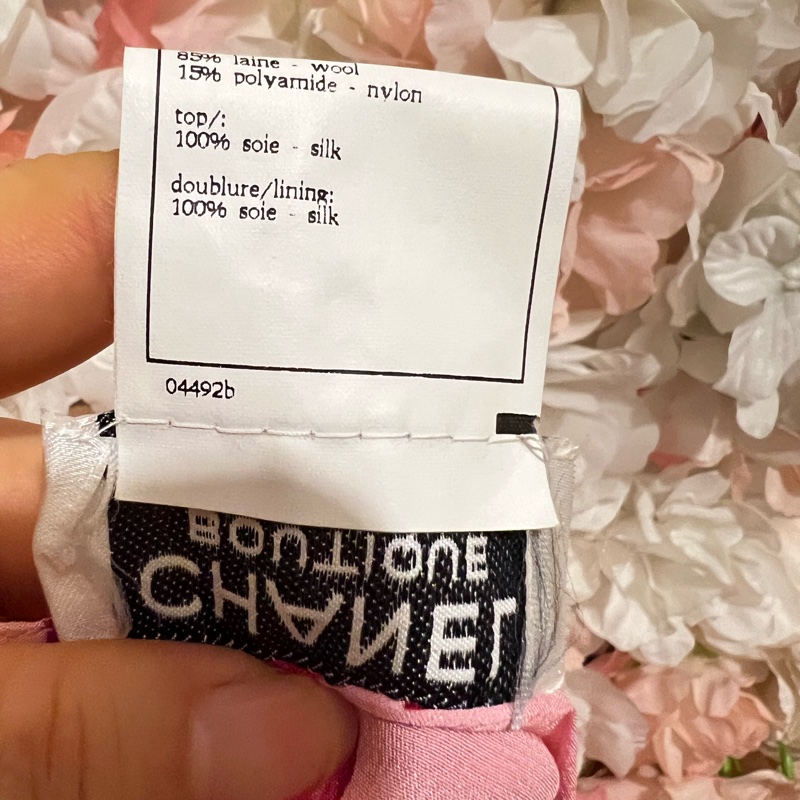 85% laine - wool
15% polyamide - nylon
top/:
100% soie - silk
doublure/lining:
100% soie - silk
04492b
CHANEL
BOUTIQUE